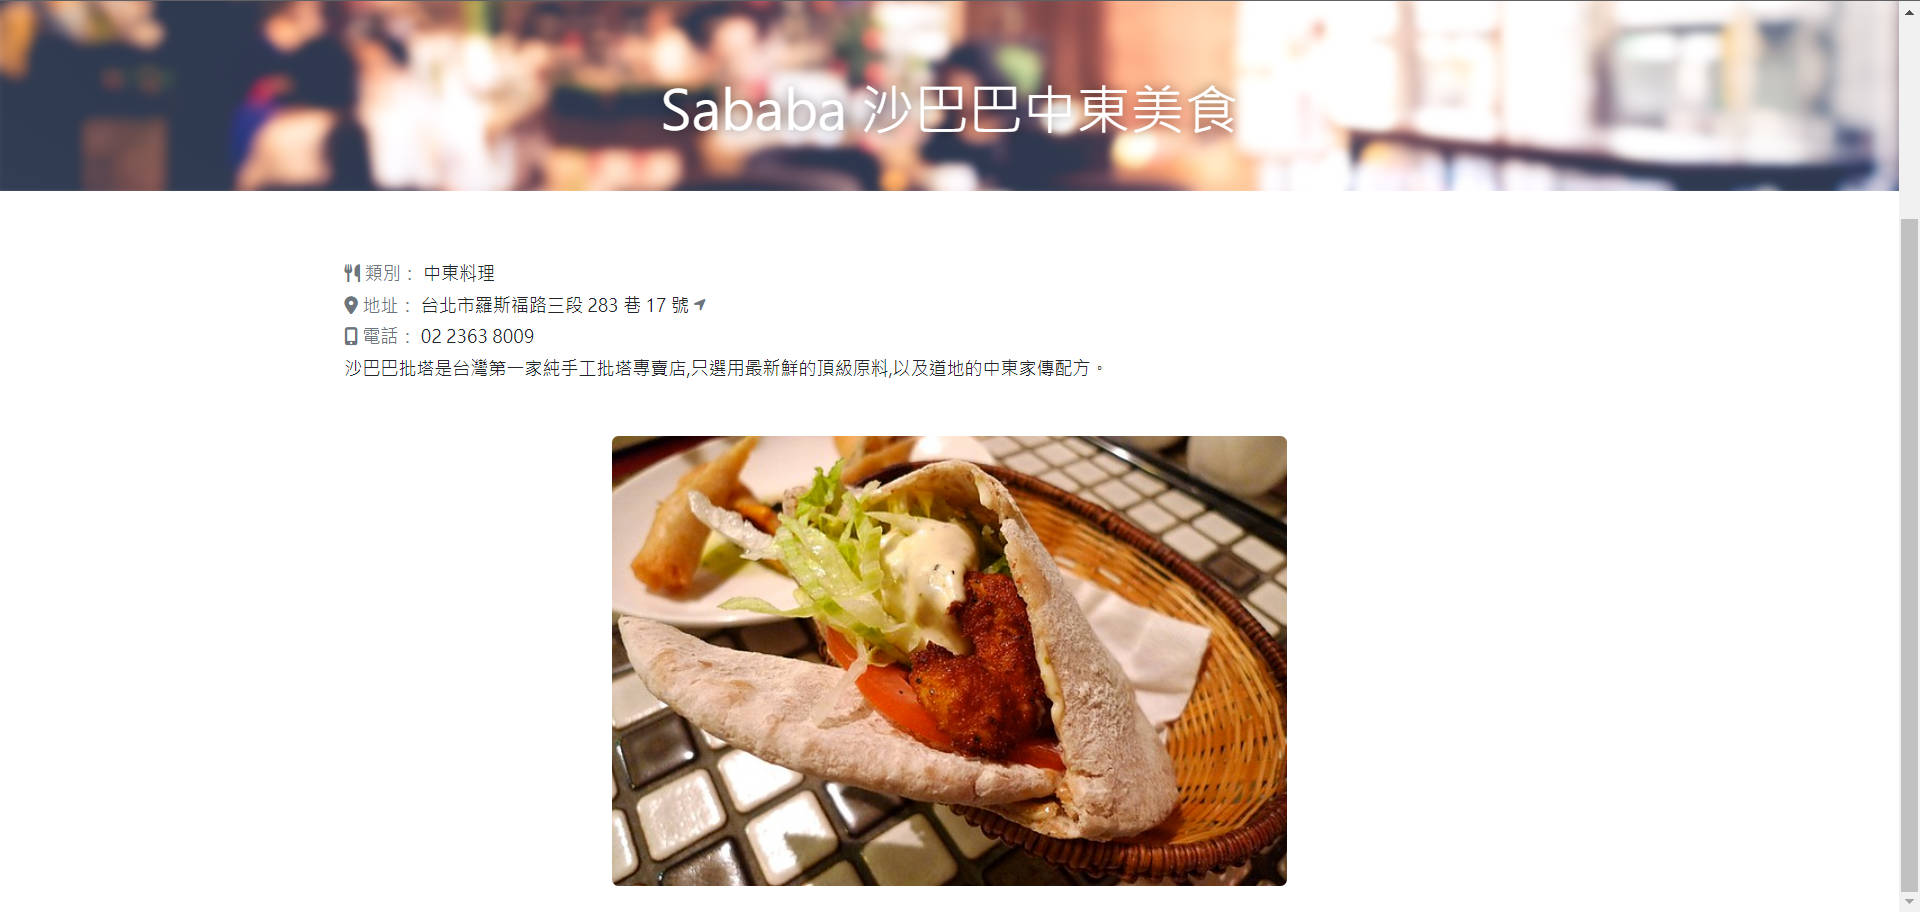 Sababa 沙巴巴中東美食
類別： 中東料理
地址： 台北市羅斯福路三段 283 巷 17 號
電話： 02 2363 8009
沙巴巴批塔是台灣第一家純手工批塔專賣店,只選用最新鮮的頂級原料,以及道地的中東家傳配方。